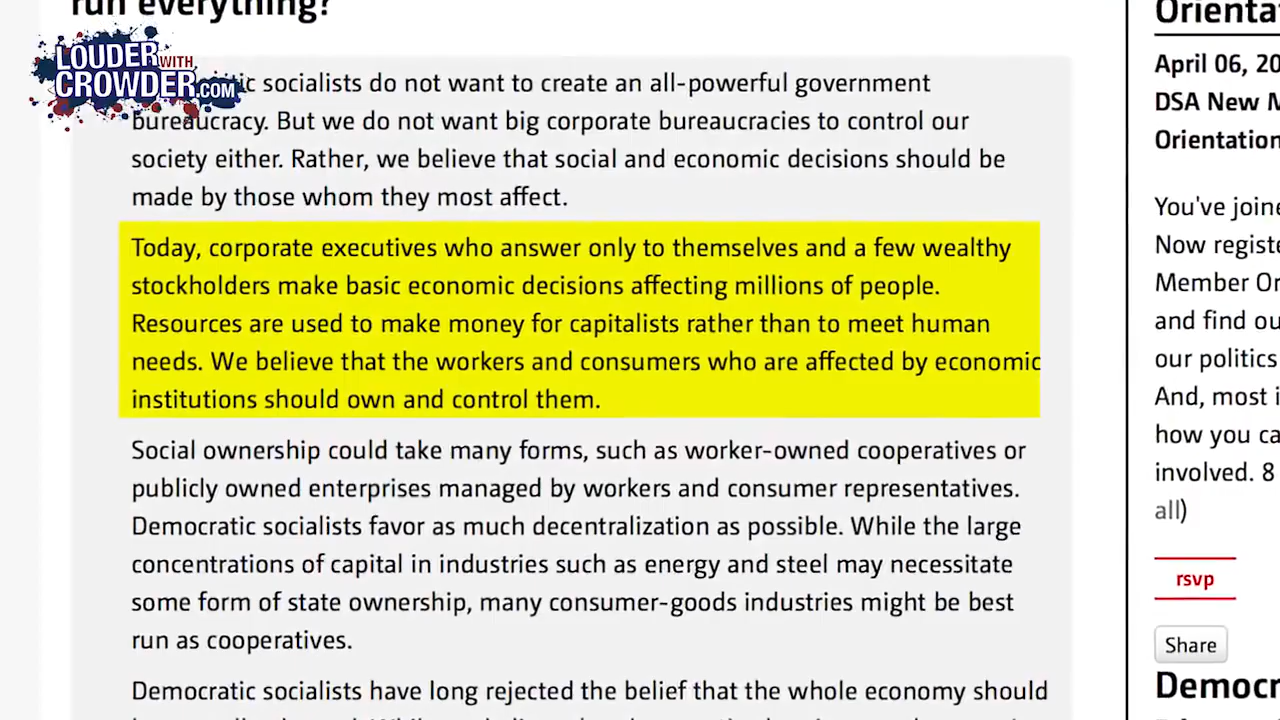 run everything?
LOUDER WITH
CROWDER.COM
socialists do not want to create an all-powerful government
bureaucracy. But we do not want big corporate bureaucracies to control our
society either. Rather, we believe that social and economic decisions should be
made by those whom they most affect.
Today, corporate executives who answer only to themselves and a few wealthy
stockholders make basic economic decisions affecting millions of people.
Resources are used to make money for capitalists rather than to meet human
needs. We believe that the workers and consumers who are affected by economic
institutions should own and control them.
Social ownership could take many forms, such as worker-owned cooperatives or
publicly owned enterprises managed by workers and consumer representatives.
Democratic socialists favor as much decentralization as possible. While the large
concentrations of capital in industries such as energy and steel may necessitate
some form of state ownership, many consumer-goods industries might be best
run as cooperatives.
Democratic socialists have long rejected the belief that the whole economy should
Orienta
April 06, 20
DSA New M
Orientation
You've joine
Now registe
Member Or
and find ou
our politics
And, most i
how you ca
involved. 8
all)
rsvp
Share
Democr